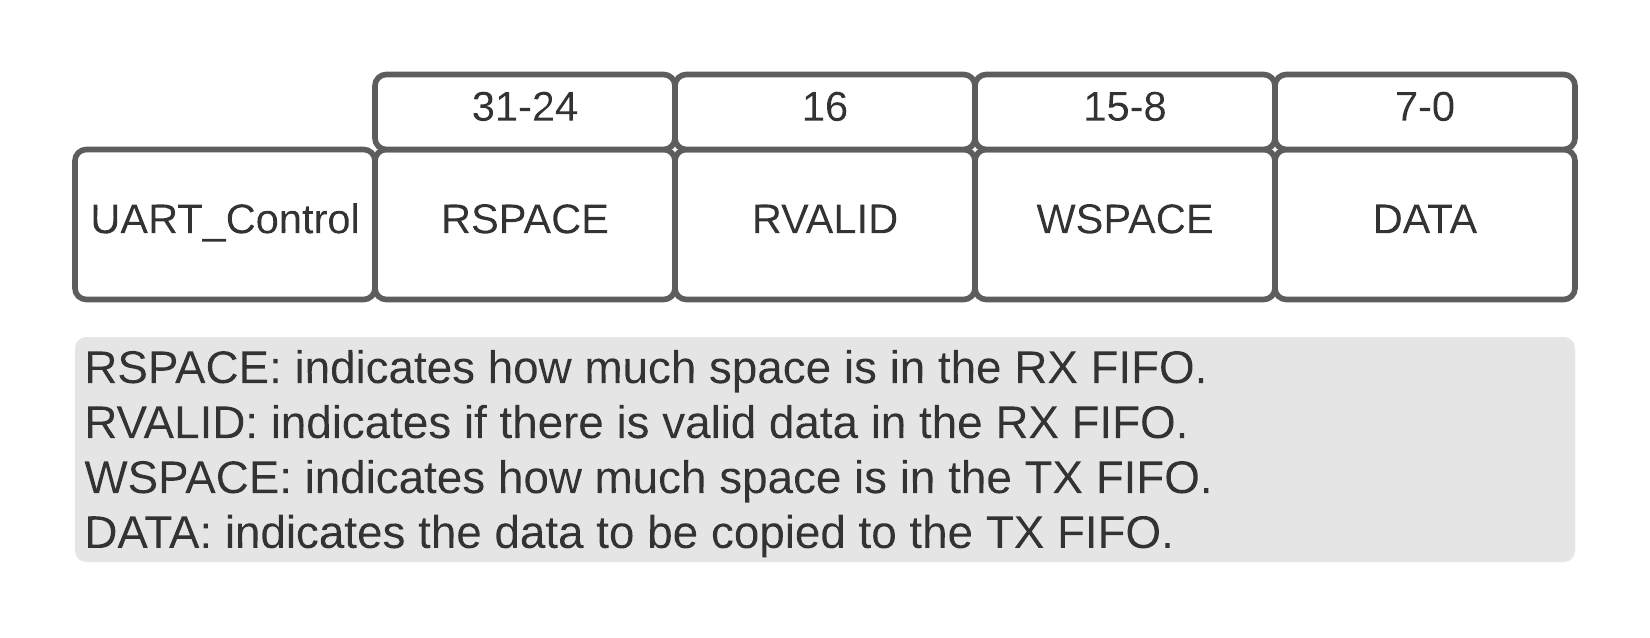 31-24 16 15-8 7-0
UART_Control RSPACE RVALID WSPACE DATA
RSPACE: indicates how much space is in the RX FIFO.
RVALID: indicates if there is valid data in the RX FIFO.
WSPACE: indicates how much space is in the TX FIFO.
DATA: indicates the data to be copied to the TX FIFO.